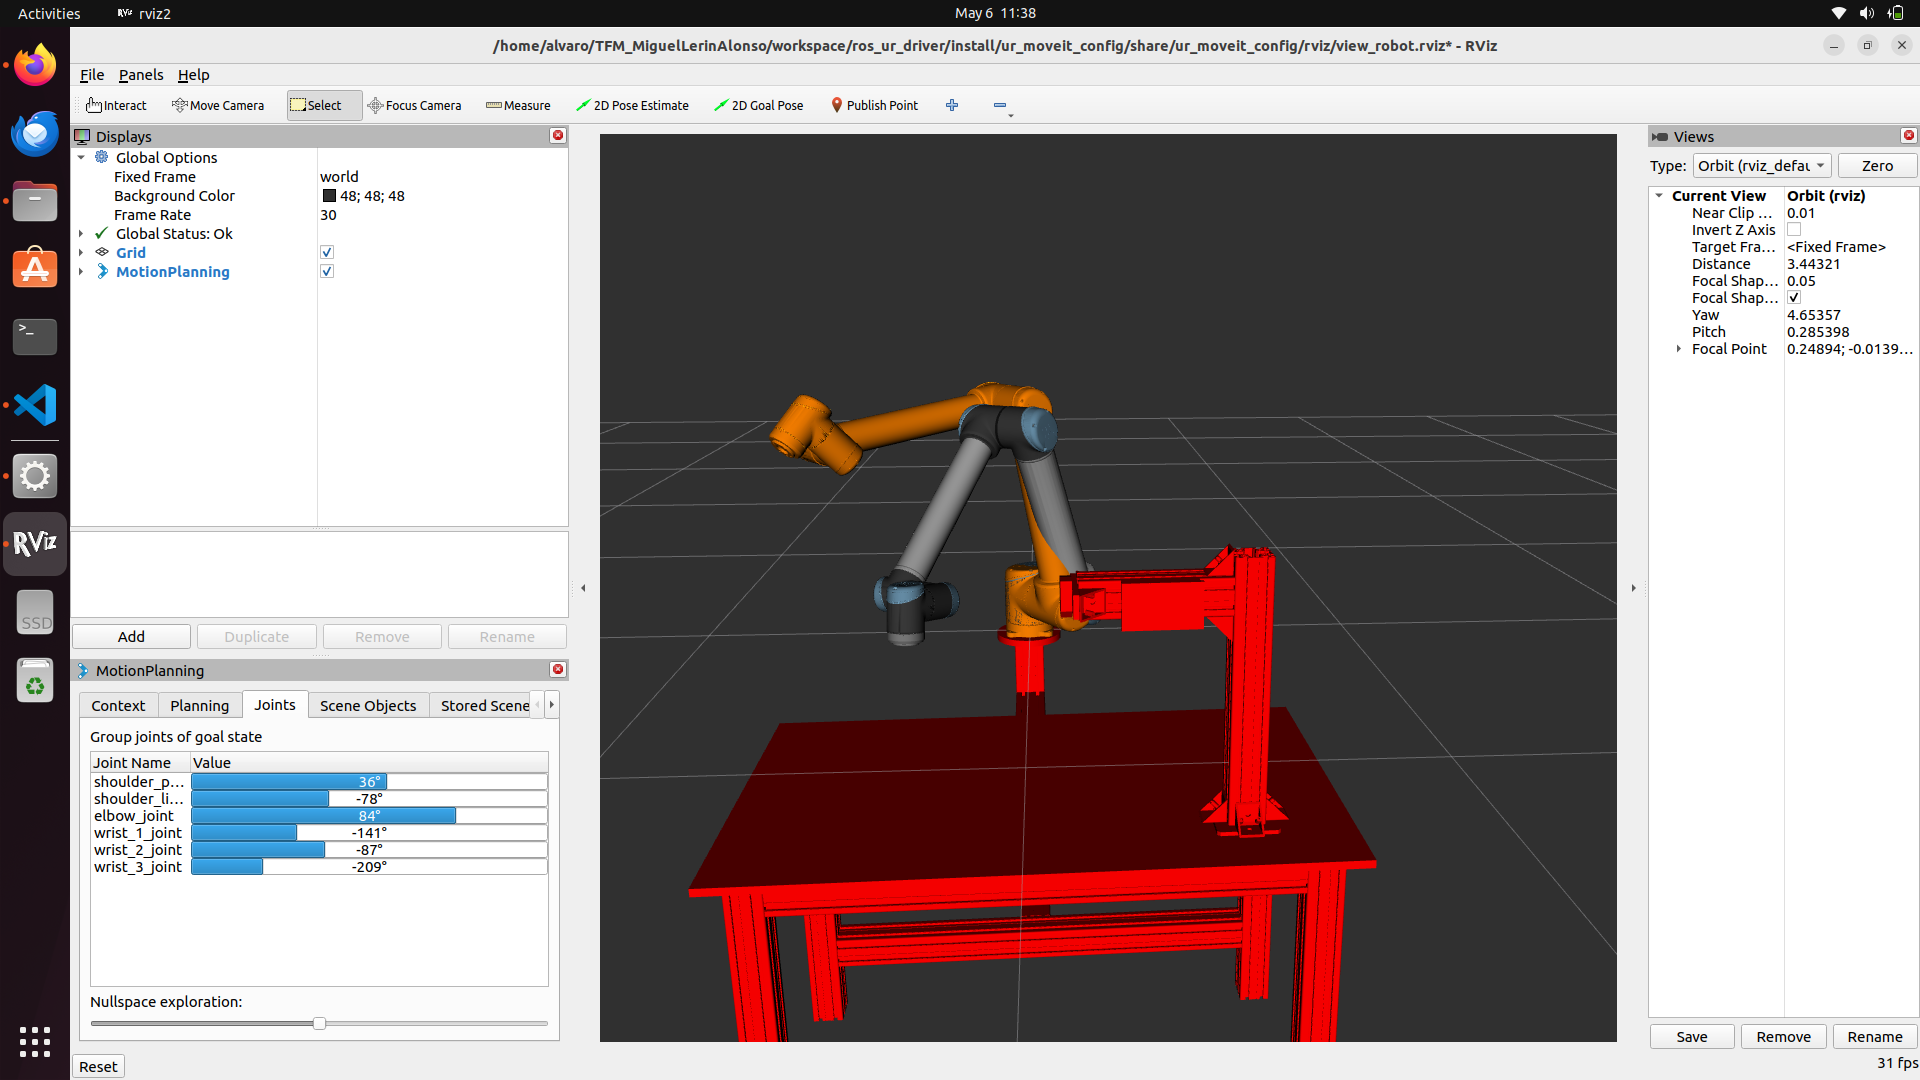 Activities
rviz2
May 6 11:38
/home/alvaro/TFM_MiguelLerinAlonso/workspace/ros_ur_driver/install/ur_moveit_config/share/ur_moveit_config/rviz/view_robot.rviz* - RViz
File Panels Help
Interact Move Camera Select Focus Camera Measure 2D Pose Estimate 2D Goal Pose Publish Point
Displays
Global Options
Fixed Frame world
Background Color 48; 48; 48
Frame Rate 30
Global Status: Ok
Grid
MotionPlanning
Add Duplicate Remove Rename
MotionPlanning
Context Planning Joints Scene Objects Stored Scene
Group joints of goal state
Joint Name Value
shoulder_p... 36°
shoulder_li... -78°
elbow_joint 84°
wrist_1_joint -141°
wrist_2_joint -87°
wrist_3_joint -209°
Nullspace exploration:
Reset
Views
Type: Orbit (rviz_defau Zero
Current View Orbit (rviz)
Near Clip ... 0.01
Invert Z Axis
Target Fra... <Fixed Frame>
Distance 3.44321
Focal Shap... 0.05
Focal Shap...
Yaw 4.65357
Pitch 0.285398
Focal Point 0.24894; -0.0139...
Save Remove Rename
31 fps
RViz
SSD
>_